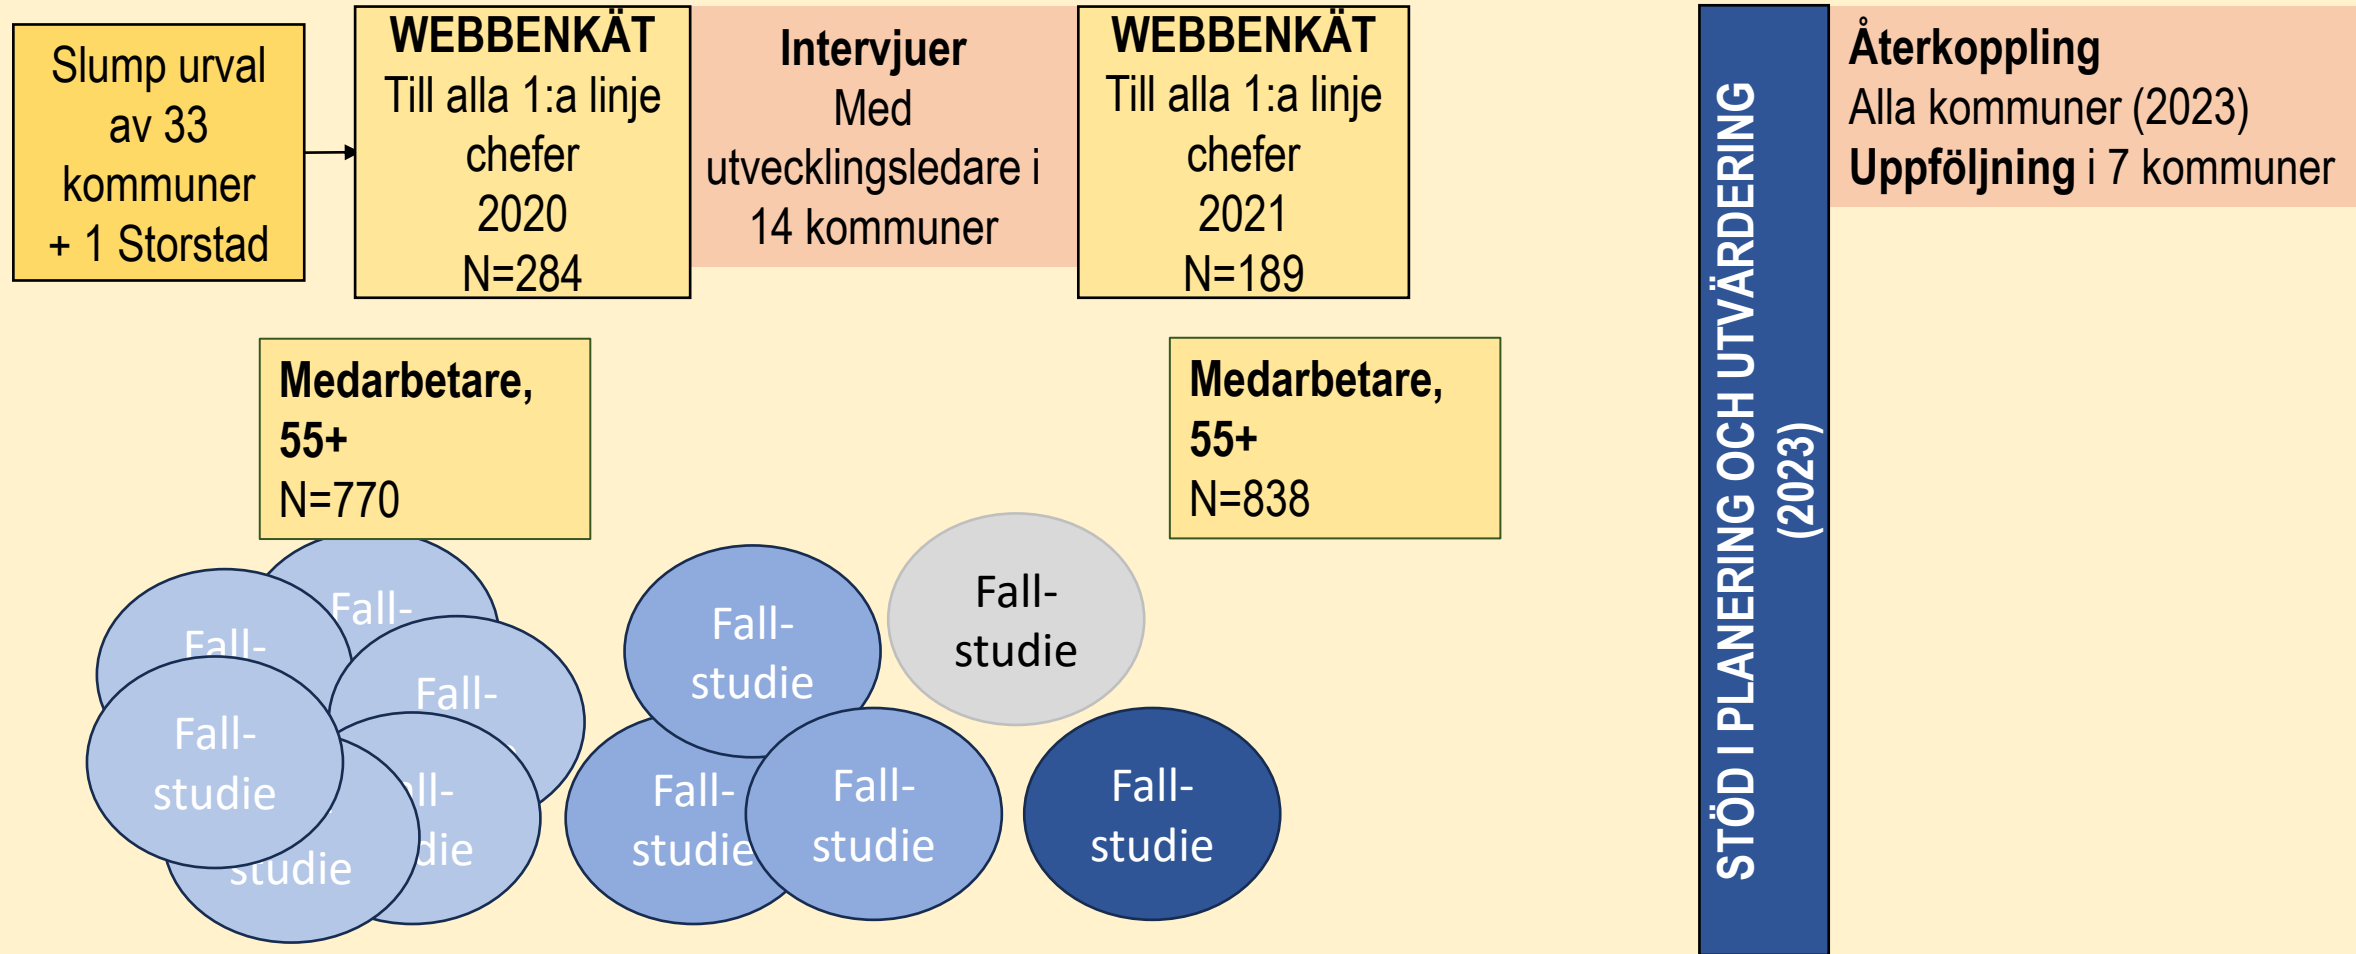 Slump urval
av 33
kommuner
+ 1 Storstad
WEBBENKÄT
Till alla 1:a linje
chefer
2020
N=284
Intervjuer
Med
utvecklingsledare i
14 kommuner
WEBBENKÄT
Till alla 1:a linje
chefer
2021
N=189
STÖD I PLANERING OCH UTVÄRDERING
(2023)
Återkoppling
Alla kommuner (2023)
Uppföljning i 7 kommuner
Medarbetare,
55+
N=770
Medarbetare,
55+
N=838
Fall-
Fall-
Fall-
Fall-
studie
studie
Fall-
studie
Fall-
studie
Fall-
studie
Fall-
studie
Fall-
studie